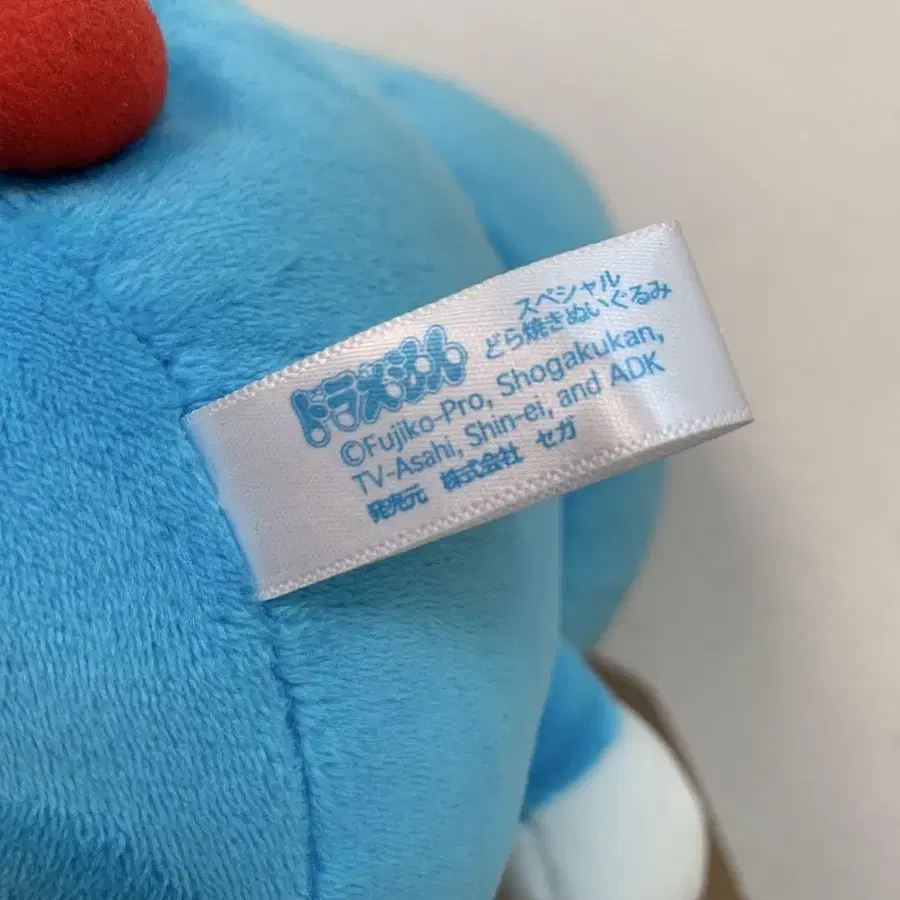 ドラえもん
スペシャル
どら焼きぬいぐるみ
©Fujiko-Pro, Shogakukan,
TV-Asahi, Shin-ei, and ADK
発売元 株式会社 セガ